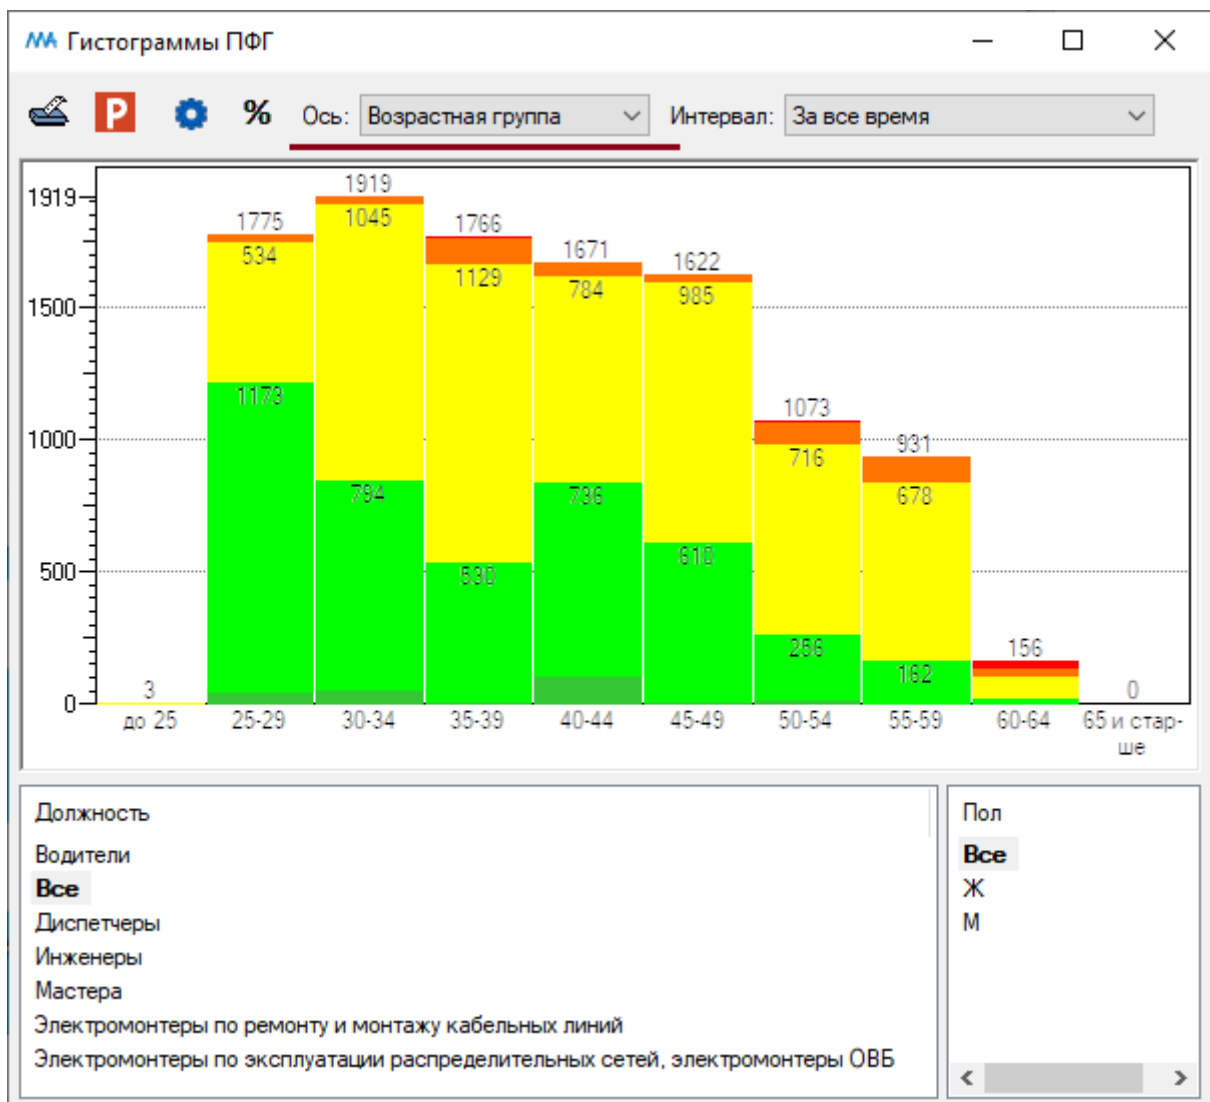 Гистограммы ПФГ
P % Ось: Возрастная группа Интервал: За все время
1919
1919
1045
1775
534
1766
1129
1671
784
1622
985
1500
1173
1073
716
1000
931
678
794
736
530
610
500
256
162
156
3
0
0
до 25 25-29 30-34 35-39 40-44 45-49 50-54 55-59 60-64 65 и стар-
ше
Должность
Водители
Все
Диспетчеры
Инженеры
Мастера
Электромонтеры по ремонту и монтажу кабельных линий
Электромонтеры по эксплуатации распределительных сетей, электромонтеры ОВБ
Пол
Все
Ж
М